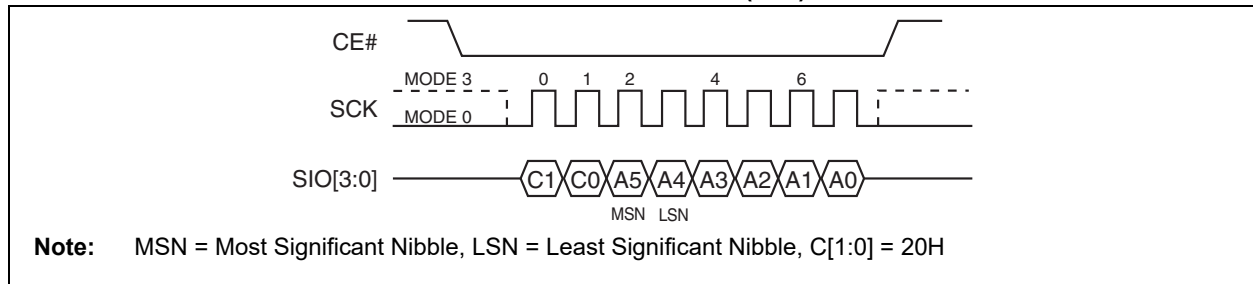 CE#
MODE 3 0 1 2 4 6
SCK
MODE 0
SIO[3:0] C1 C0 A5 A4 A3 A2 A1 A0
MSN LSN
Note: MSN = Most Significant Nibble, LSN = Least Significant Nibble, C[1:0] = 20H